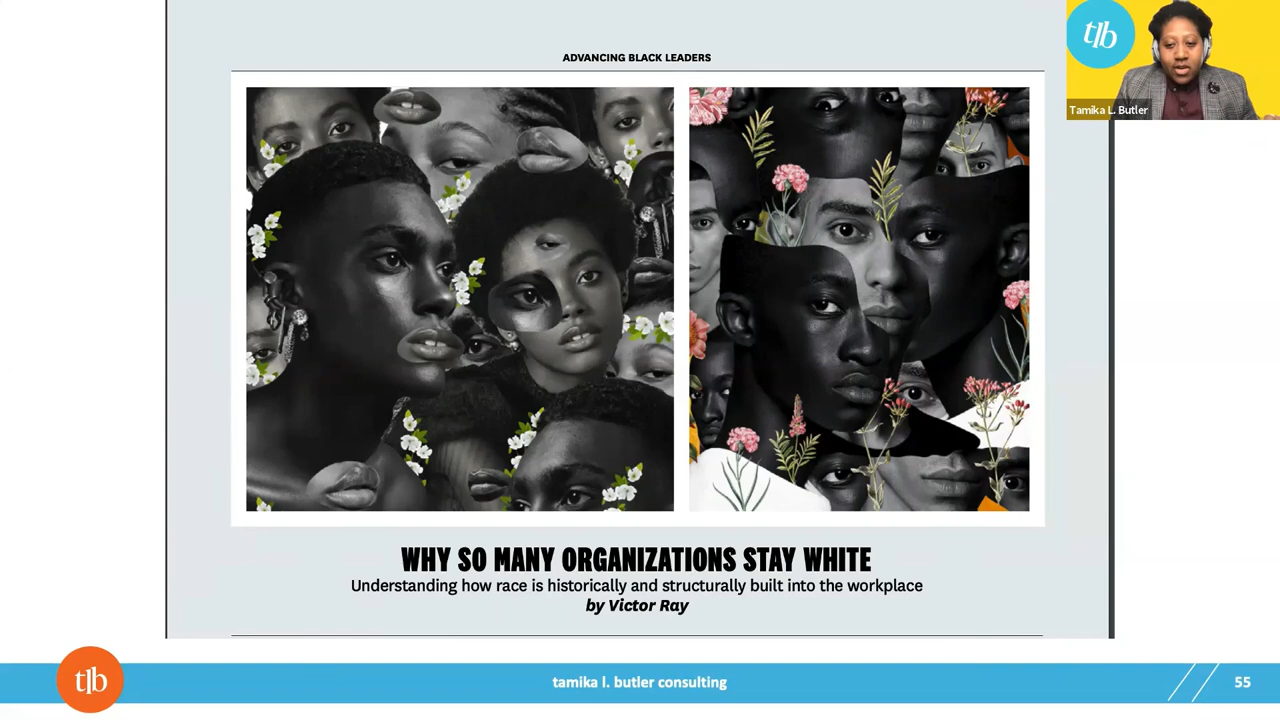 ADVANCING BLACK LEADERS
tlb
Tamika L. Butler
WHY SO MANY ORGANIZATIONS STAY WHITE
Understanding how race is historically and structurally built into the workplace
by Victor Ray
tlb
tamika l. butler consulting
55